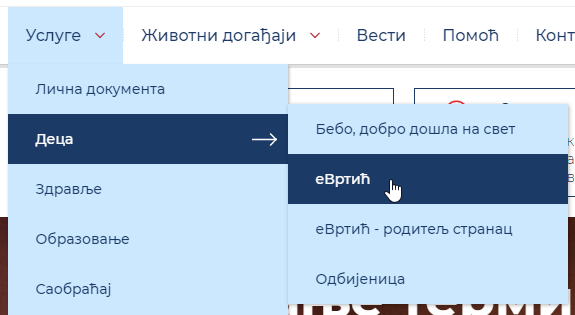 Услуге Животни догађаји Вести Помоћ Конт
Лична документа
Деца
Здравље
Образовање
Саобраћај
Бебо, добро дошла на свет
еВртић
еВртић - родитељ странац
Одбијеница